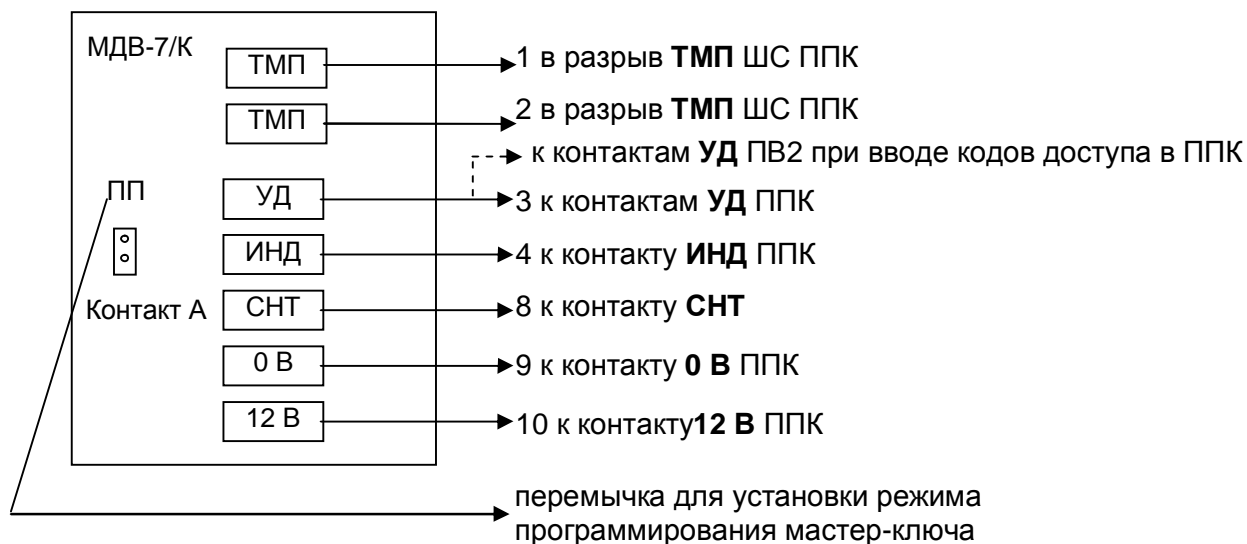 МДВ-7/К
ТМП
1 в разрыв ТМП ШС ППК
ТМП
2 в разрыв ТМП ШС ППК
к контактам УД ПВ2 при вводе кодов доступа в ППК
ПП
УД
3 к контактам УД ППК
ИНД
4 к контакту ИНД ППК
Контакт А
СНТ
8 к контакту СНТ
0 В
9 к контакту 0 В ППК
12 В
10 к контакту12 В ППК
перемычка для установки режима
программирования мастер-ключа